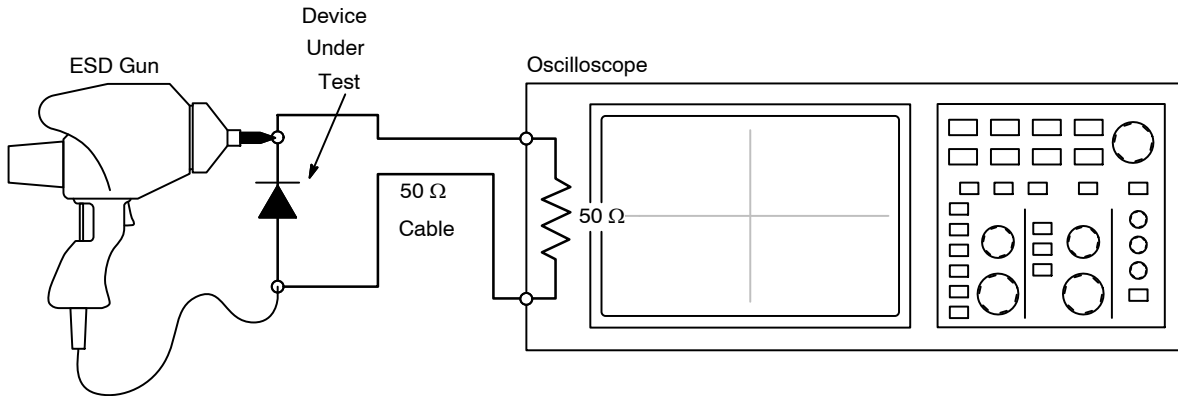 Device
Under
Test
ESD Gun
Oscilloscope
50 Ω
Cable
50 Ω